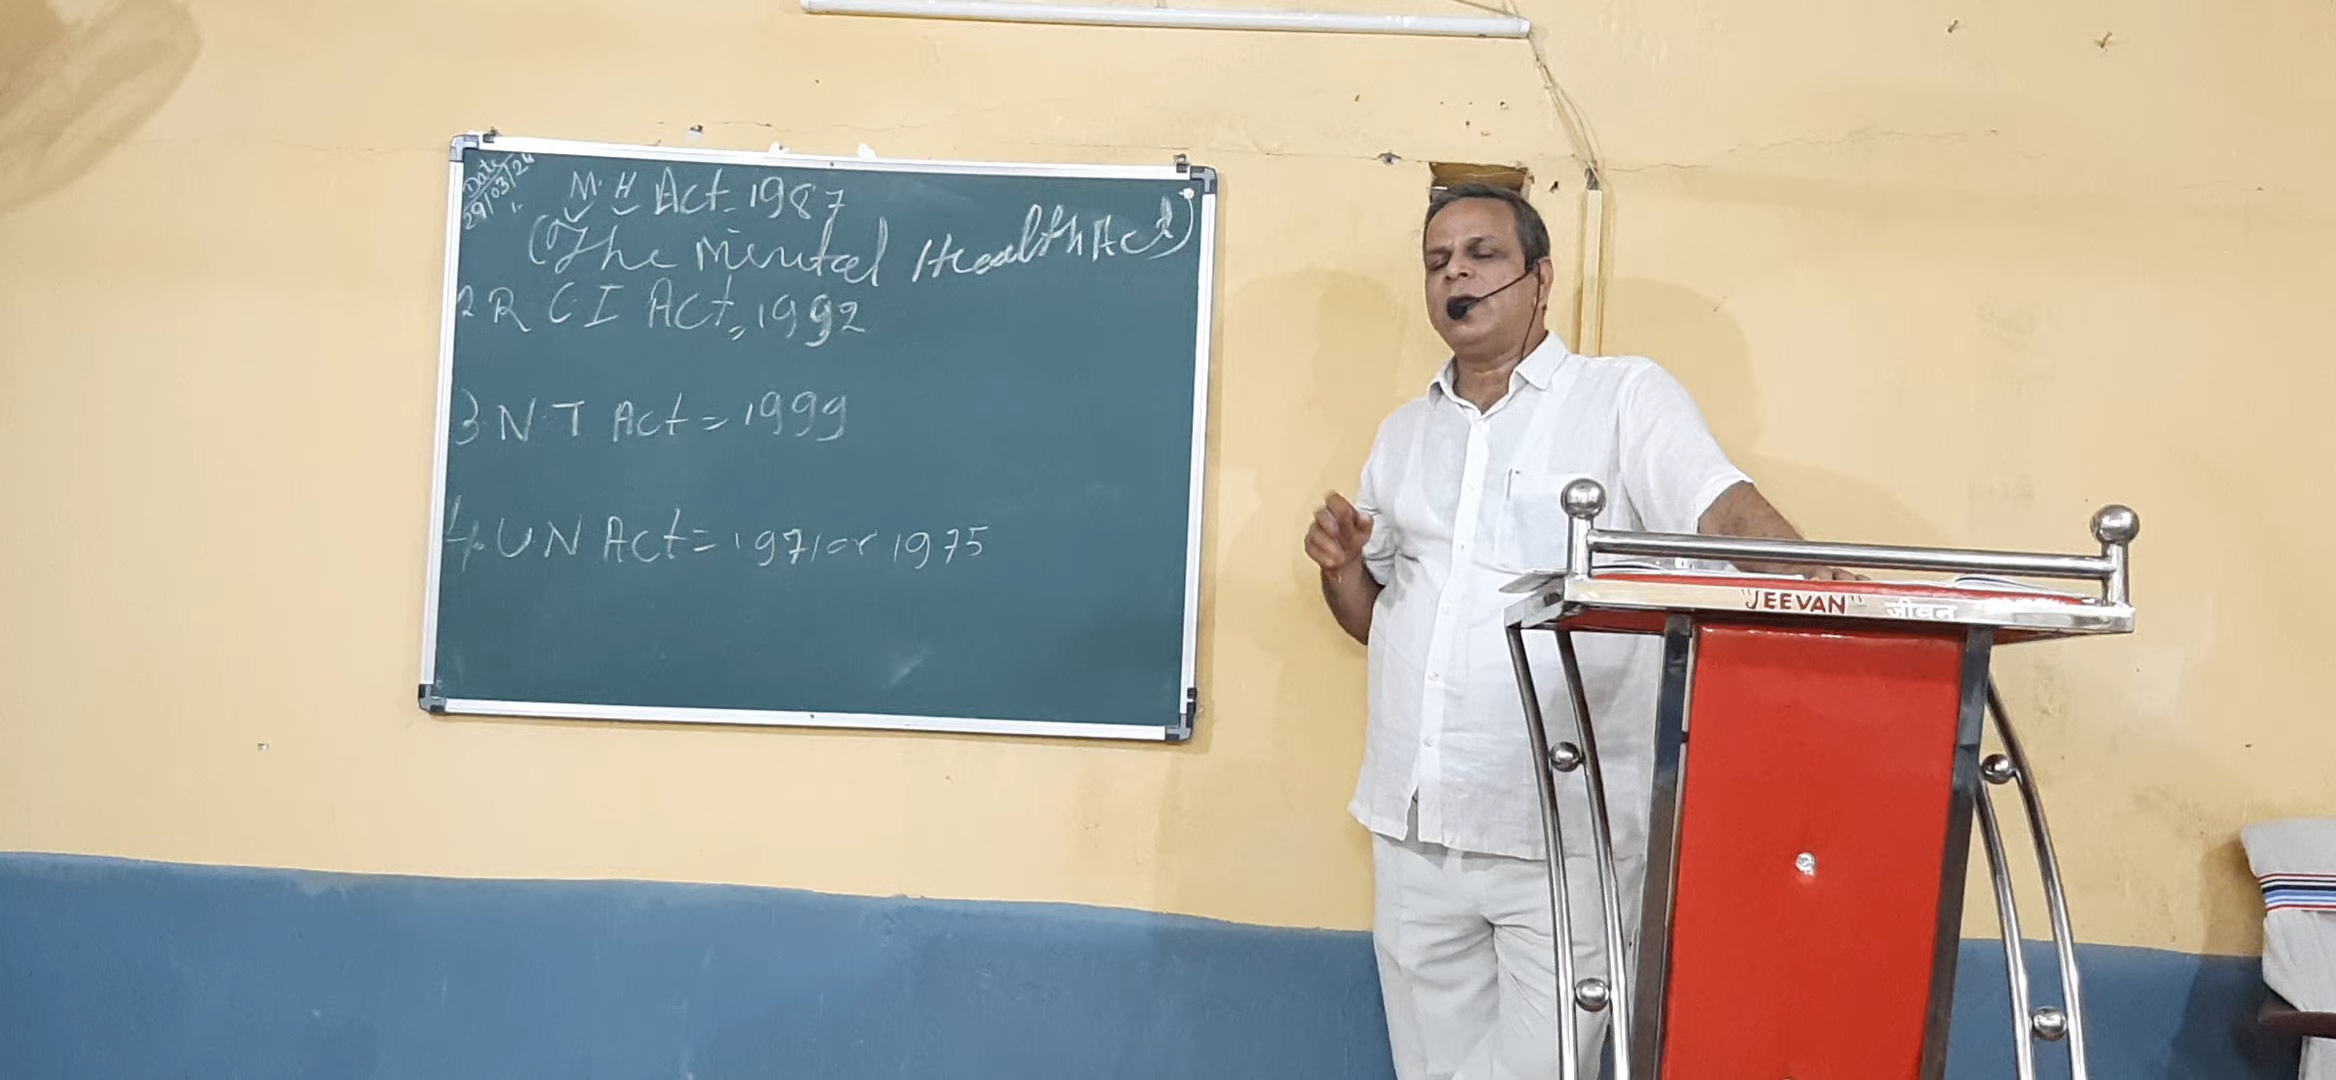 Date
29/03/24
M. H Act. 1987
(The Mental Health Act)
2 R C I Act = 1992
3 N.T Act = 1999
4. U.N Act = 1971 or 1975
"JEEVAN" जीवन